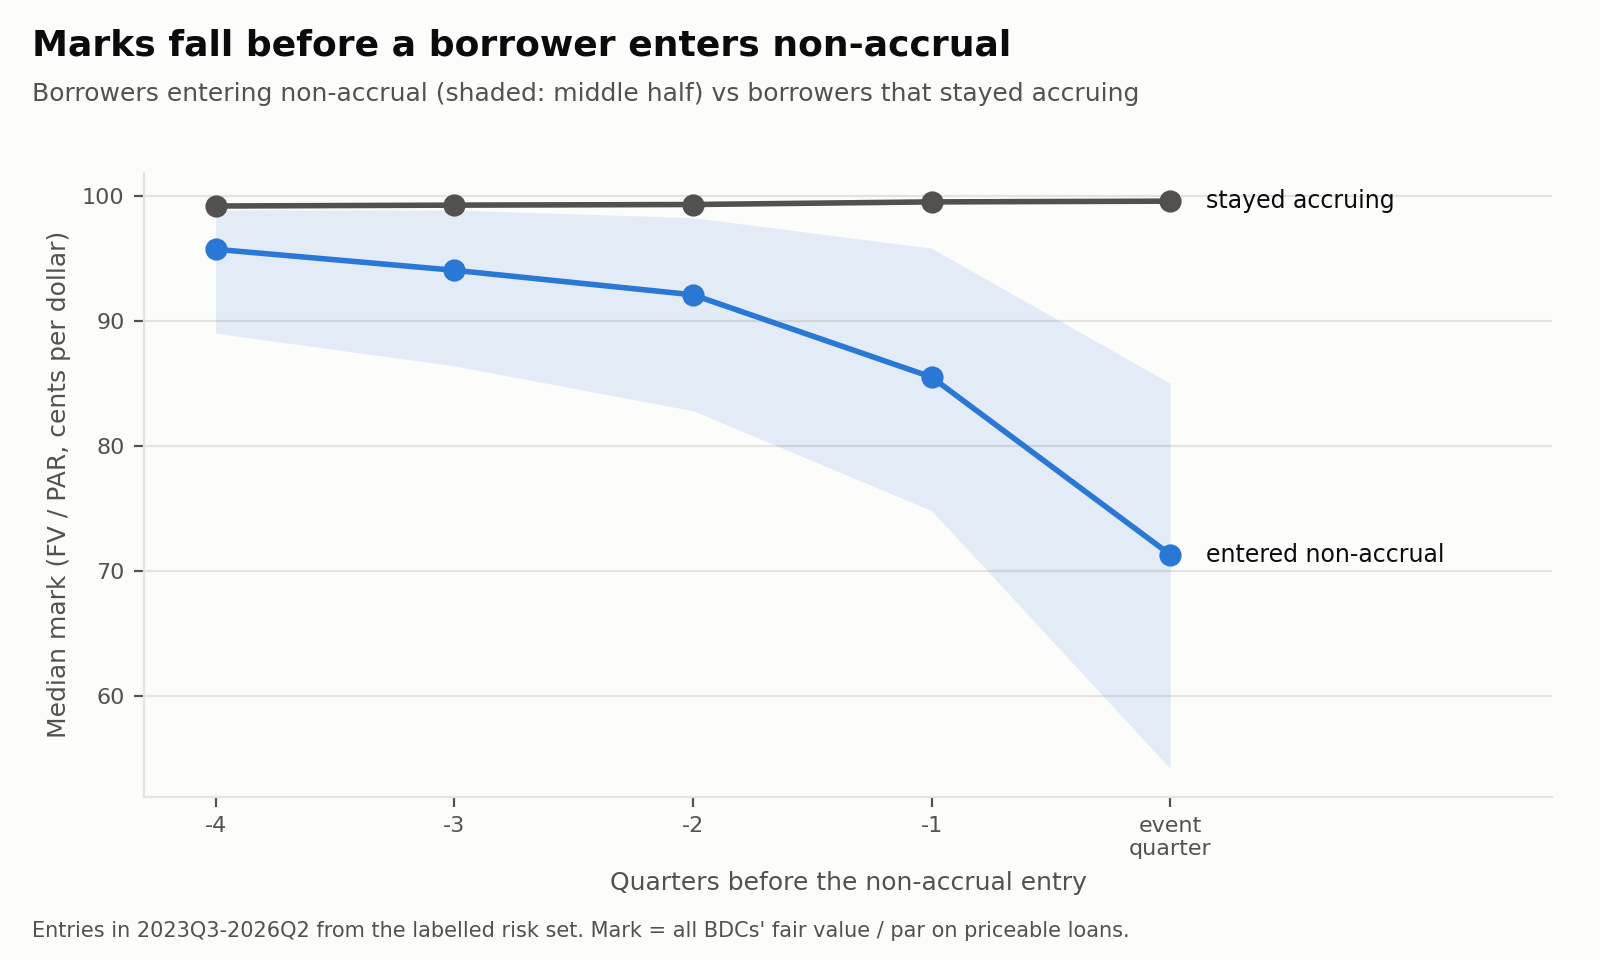 Marks fall before a borrower enters non-accrual
Borrowers entering non-accrual (shaded: middle half) vs borrowers that stayed accruing
Median mark (FV / PAR, cents per dollar)
100
90
80
70
60
stayed accruing
entered non-accrual
-4
-3
-2
-1
event
quarter
Quarters before the non-accrual entry
Entries in 2023Q3-2026Q2 from the labelled risk set. Mark = all BDCs' fair value / par on priceable loans.